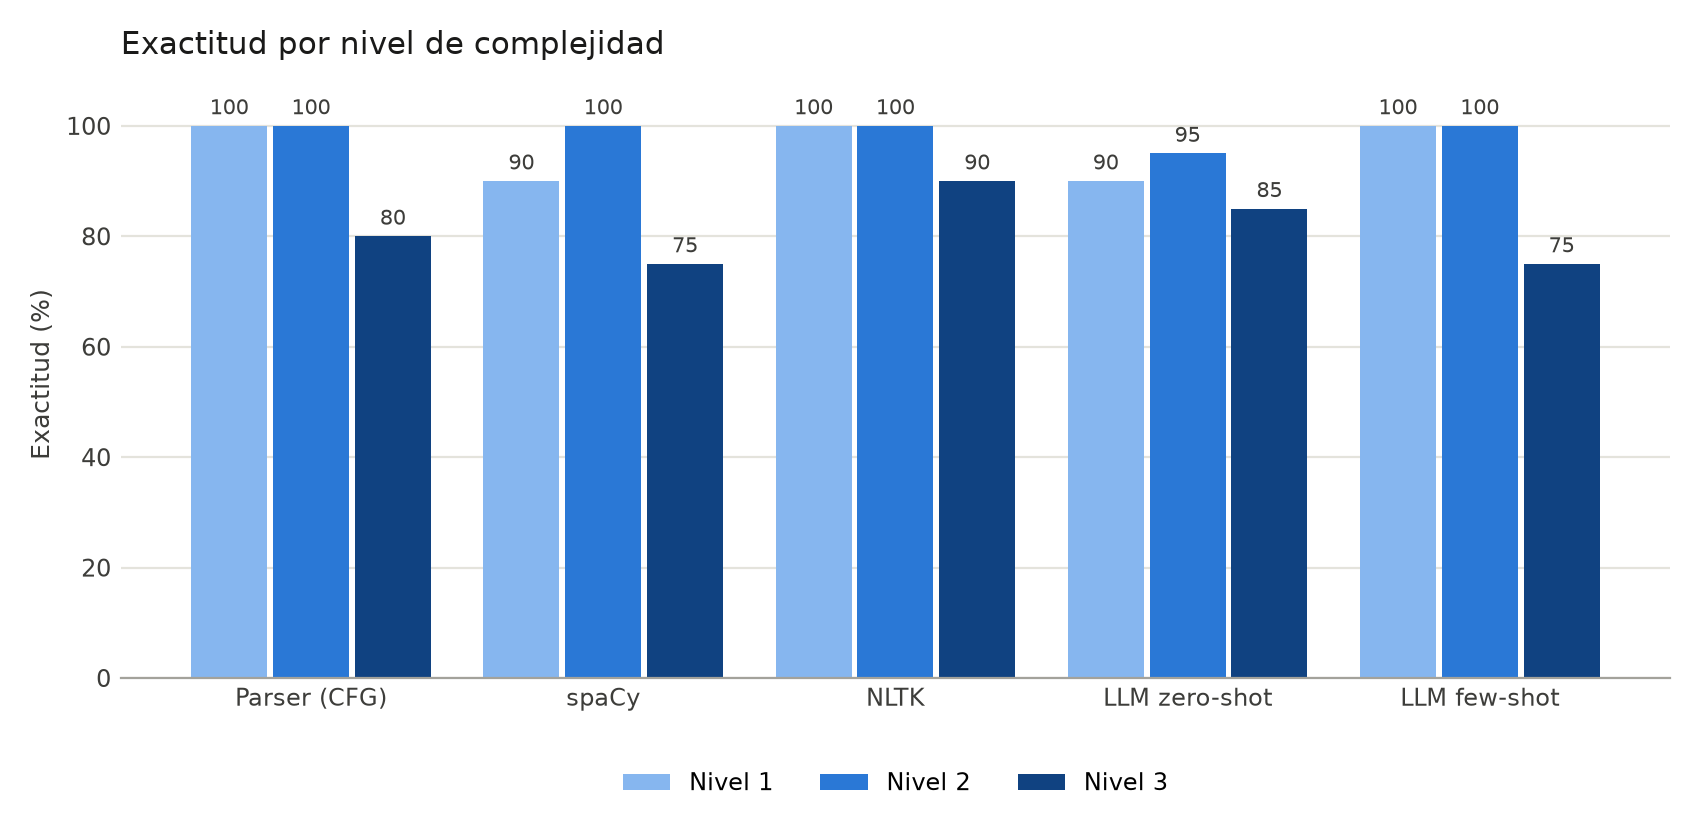 Exactitud por nivel de complejidad
100 100 80 90 100 75 100 100 90 90 95 85 100 100 75
100
80
60
40
20
0
Exactitud (%)
Parser (CFG) spaCy NLTK LLM zero-shot LLM few-shot
Nivel 1 Nivel 2 Nivel 3